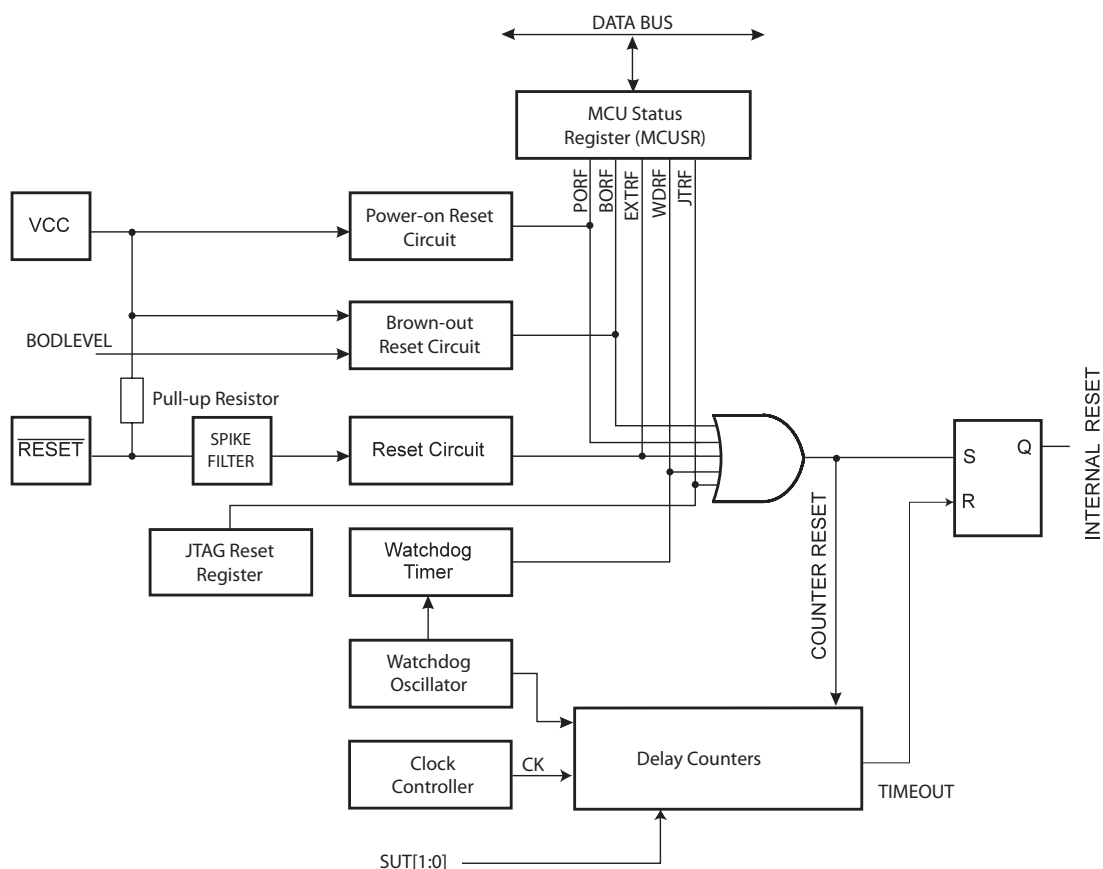 DATA BUS
MCU Status
Register (MCUSR)
PORF
BORF
EXTRF
WDRF
JTRF
VCC
Power-on Reset
Circuit
BODLEVEL
Brown-out
Reset Circuit
Pull-up Resistor
RESET
SPIKE
FILTER
Reset Circuit
JTAG Reset
Register
Watchdog
Timer
Watchdog
Oscillator
Clock
Controller
CK
Delay Counters
SUT[1:0]
COUNTER RESET
TIMEOUT
S
R
Q
INTERNAL RESET